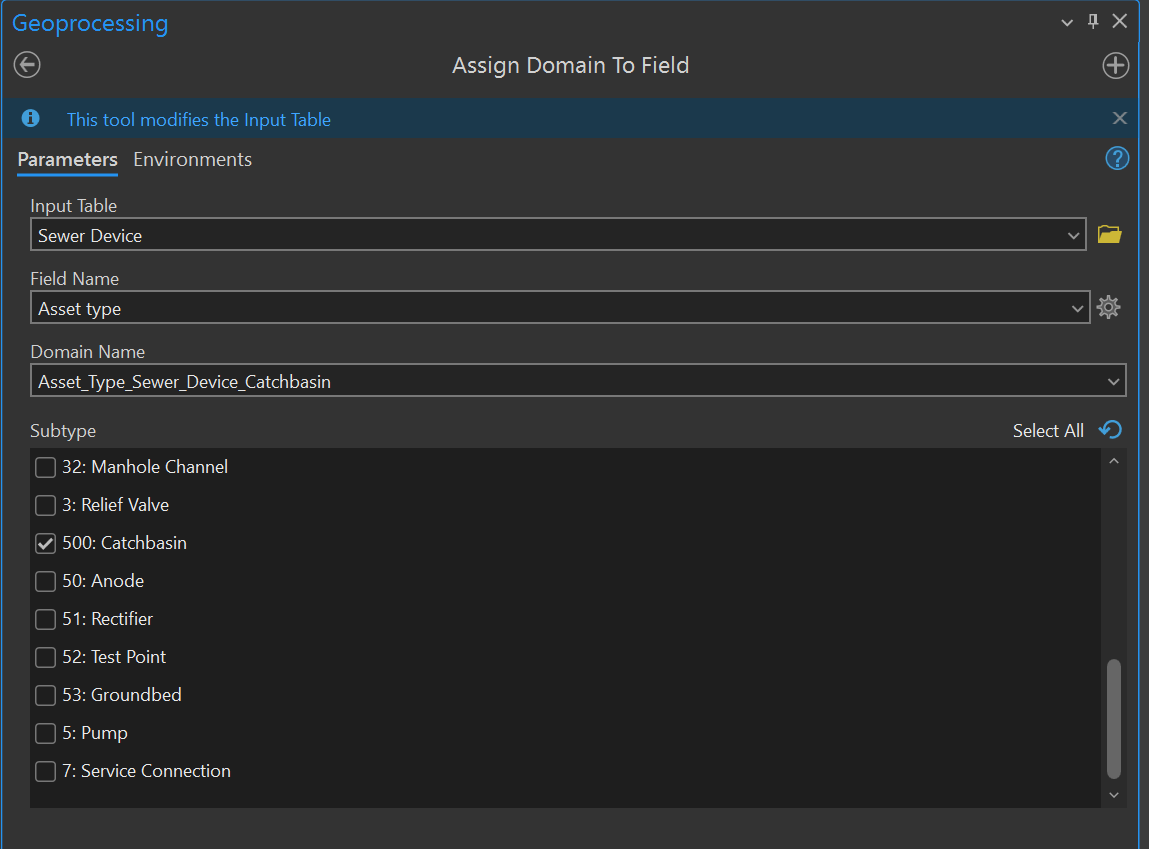 Geoprocessing
Assign Domain To Field
This tool modifies the Input Table
Parameters Environments
Input Table
Sewer Device
Field Name
Asset type
Domain Name
Asset_Type_Sewer_Device_Catchbasin
Subtype Select All
32: Manhole Channel
3: Relief Valve
500: Catchbasin
50: Anode
51: Rectifier
52: Test Point
53: Groundbed
5: Pump
7: Service Connection